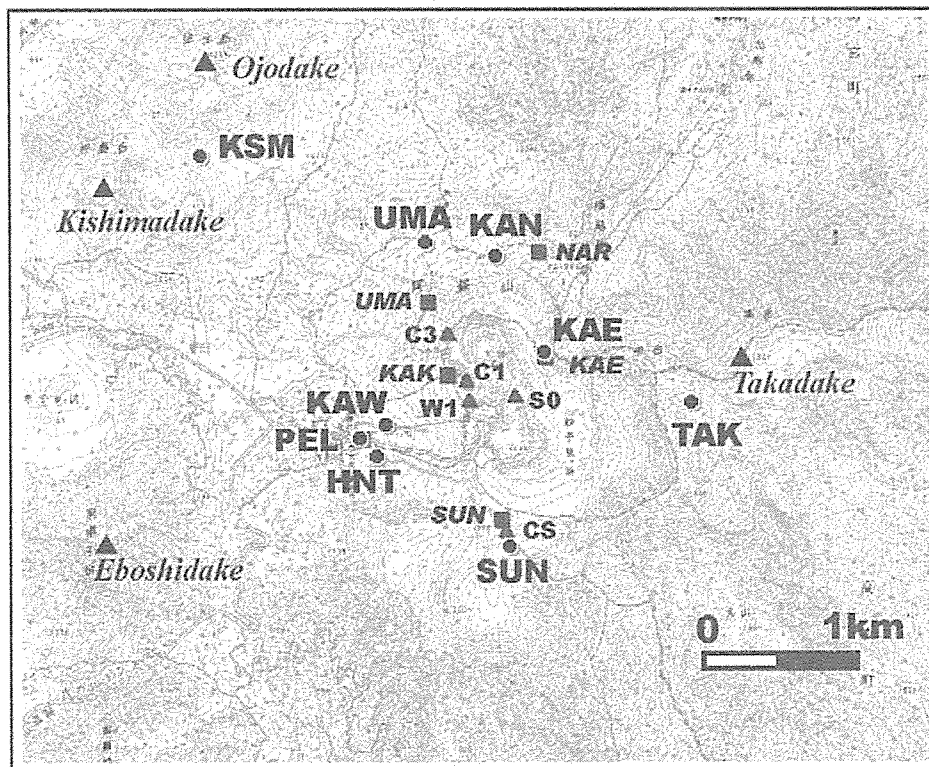 Ojodake
KSM
Kishimadake
UMA
KAN
NAR
UMA
C3
KAE
KAE
KAK
C1
Takadake
W1
S0
KAW
TAK
PEL
HNT
SUN
CS
SUN
Eboshidake
0 1km